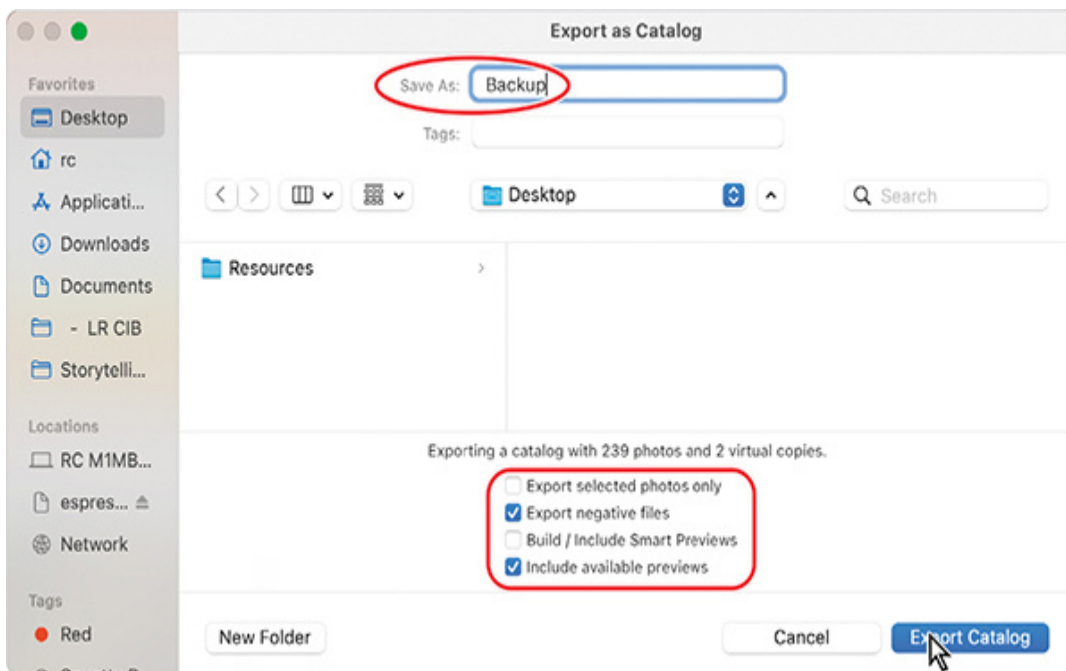 Export as Catalog
Favorites
Desktop
rc
Applicati...
Downloads
Documents
- LR CIB
Storytelli...
Locations
RC M1MB...
espres...
Network
Tags
Red
Save As: Backup
Tags:
Desktop
Search
Resources
Exporting a catalog with 239 photos and 2 virtual copies.
Export selected photos only
Export negative files
Build / Include Smart Previews
Include available previews
New Folder
Cancel
Export Catalog